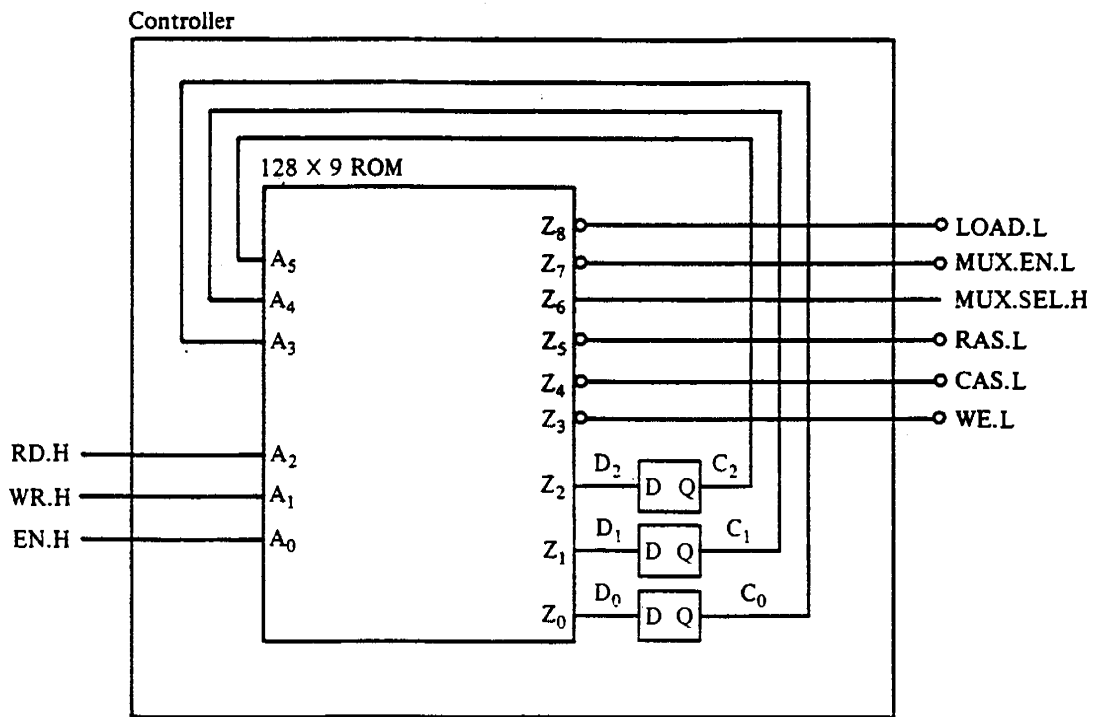 Controller
128 × 9 ROM
A₅
A₄
A₃
A₂
A₁
A₀
RD.H
WR.H
EN.H
Z₈
Z₇
Z₆
Z₅
Z₄
Z₃
Z₂
Z₁
Z₀
LOAD.L
MUX.EN.L
MUX.SEL.H
RAS.L
CAS.L
WE.L
D₂
D Q
C₂
D₁
D Q
C₁
D₀
D Q
C₀